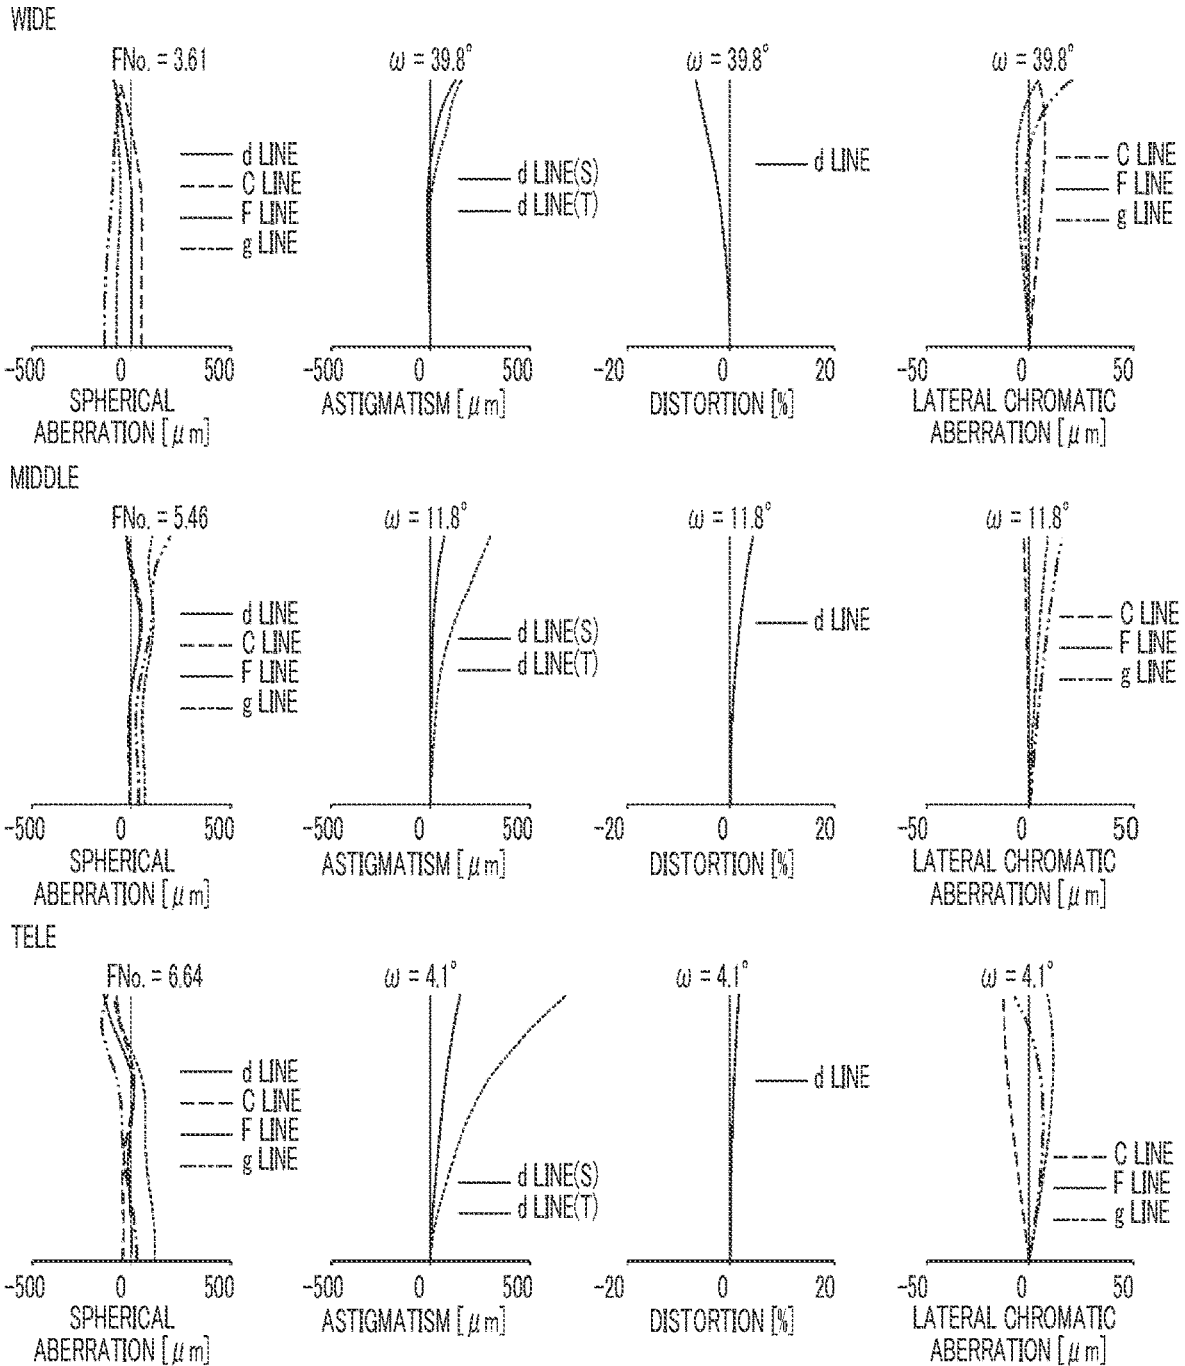 WIDE
FNo. = 3.61
ω = 39.8°
ω = 39.8°
ω = 39.8°
d LINE
C LINE
F LINE
g LINE
d LINE(S)
d LINE(T)
d LINE
C LINE
F LINE
g LINE
-500 0 500
SPHERICAL
ABERRATION [μm]
-500 0 500
ASTIGMATISM [μm]
-20 0 20
DISTORTION [%]
-50 0 50
LATERAL CHROMATIC
ABERRATION [μm]
MIDDLE
FNo. = 5.46
ω = 11.8°
ω = 11.8°
ω = 11.8°
d LINE
C LINE
F LINE
g LINE
d LINE(S)
d LINE(T)
d LINE
C LINE
F LINE
g LINE
-500 0 500
SPHERICAL
ABERRATION [μm]
-500 0 500
ASTIGMATISM [μm]
-20 0 20
DISTORTION [%]
-50 0 50
LATERAL CHROMATIC
ABERRATION [μm]
TELE
FNo. = 6.64
ω = 4.1°
ω = 4.1°
ω = 4.1°
d LINE
C LINE
F LINE
g LINE
d LINE(S)
d LINE(T)
d LINE
C LINE
F LINE
g LINE
-500 0 500
SPHERICAL
ABERRATION [μm]
-500 0 500
ASTIGMATISM [μm]
-20 0 20
DISTORTION [%]
-50 0 50
LATERAL CHROMATIC
ABERRATION [μm]